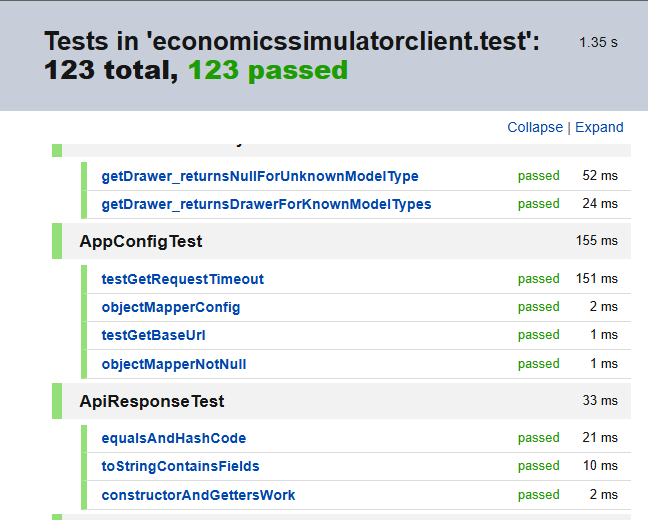 Tests in 'economicssimulatorclient.test':
1.35 s
123 total, 123 passed
Collapse | Expand
getDrawer_returnsNullForUnknownModelType passed 52 ms
getDrawer_returnsDrawerForKnownModelTypes passed 24 ms
AppConfigTest 155 ms
testGetRequestTimeout passed 151 ms
objectMapperConfig passed 2 ms
testGetBaseUrl passed 1 ms
objectMapperNotNull passed 1 ms
ApiResponseTest 33 ms
equalsAndHashCode passed 21 ms
toStringContainsFields passed 10 ms
constructorAndGettersWork passed 2 ms